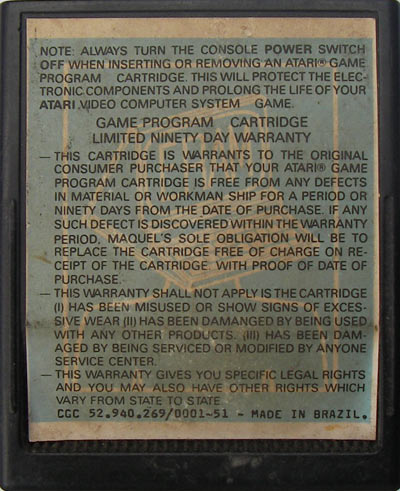 NOTE: ALWAYS TURN THE CONSOLE POWER SWITCH
OFF WHEN INSERTING OR REMOVING AN ATARI® GAME
PROGRAM CARTRIDGE. THIS WILL PROTECT THE ELEC-
TRONIC COMPONENTS AND PROLONG THE LIFE OF YOUR
ATARI VIDEO COMPUTER SYSTEM GAME.
GAME PROGRAM CARTRIDGE
LIMITED NINETY DAY WARRANTY
— THIS CARTRIDGE IS WARRANTS TO THE ORIGINAL
CONSUMER PURCHASER THAT YOUR ATARI® GAME
PROGRAM CARTRIDGE IS FREE FROM ANY DEFECTS
IN MATERIAL OR WORKMAN SHIP FOR A PERIOD OR
NINETY DAYS FROM THE DATE OF PURCHASE. IF ANY
SUCH DEFECT IS DISCOVERED WITHIN THE WARRANTY
PERIOD, MAQUEL'S SOLE OBLIGATION WILL BE TO
REPLACE THE CARTRIDGE FREE OF CHARGE ON RE-
CEIPT OF THE CARTRIDGE. WITH PROOF OF DATE OF
PURCHASE.
— THIS WARRANTY SHALL NOT APPLY IS THE CARTRIDGE
(I) HAS BEEN MISUSED OR SHOW SIGNS OF EXCES-
SIVE WEAR (II) HAS BEEN DAMANGED BY BEING USED
WITH ANY OTHER PRODUCTS. (III) HAS BEEN DAM-
AGED BY BEING SERVICED OR MODIFIED BY ANYONE
SERVICE CENTER.
— THIS WARRANTY GIVES YOU SPECIFIC LEGAL RIGHTS
AND YOU MAY ALSO HAVE OTHER RIGHTS WHICH
VARY FROM STATE TO STATE.
CGC 52.940.269/0001~51 - MADE IN BRAZIL.